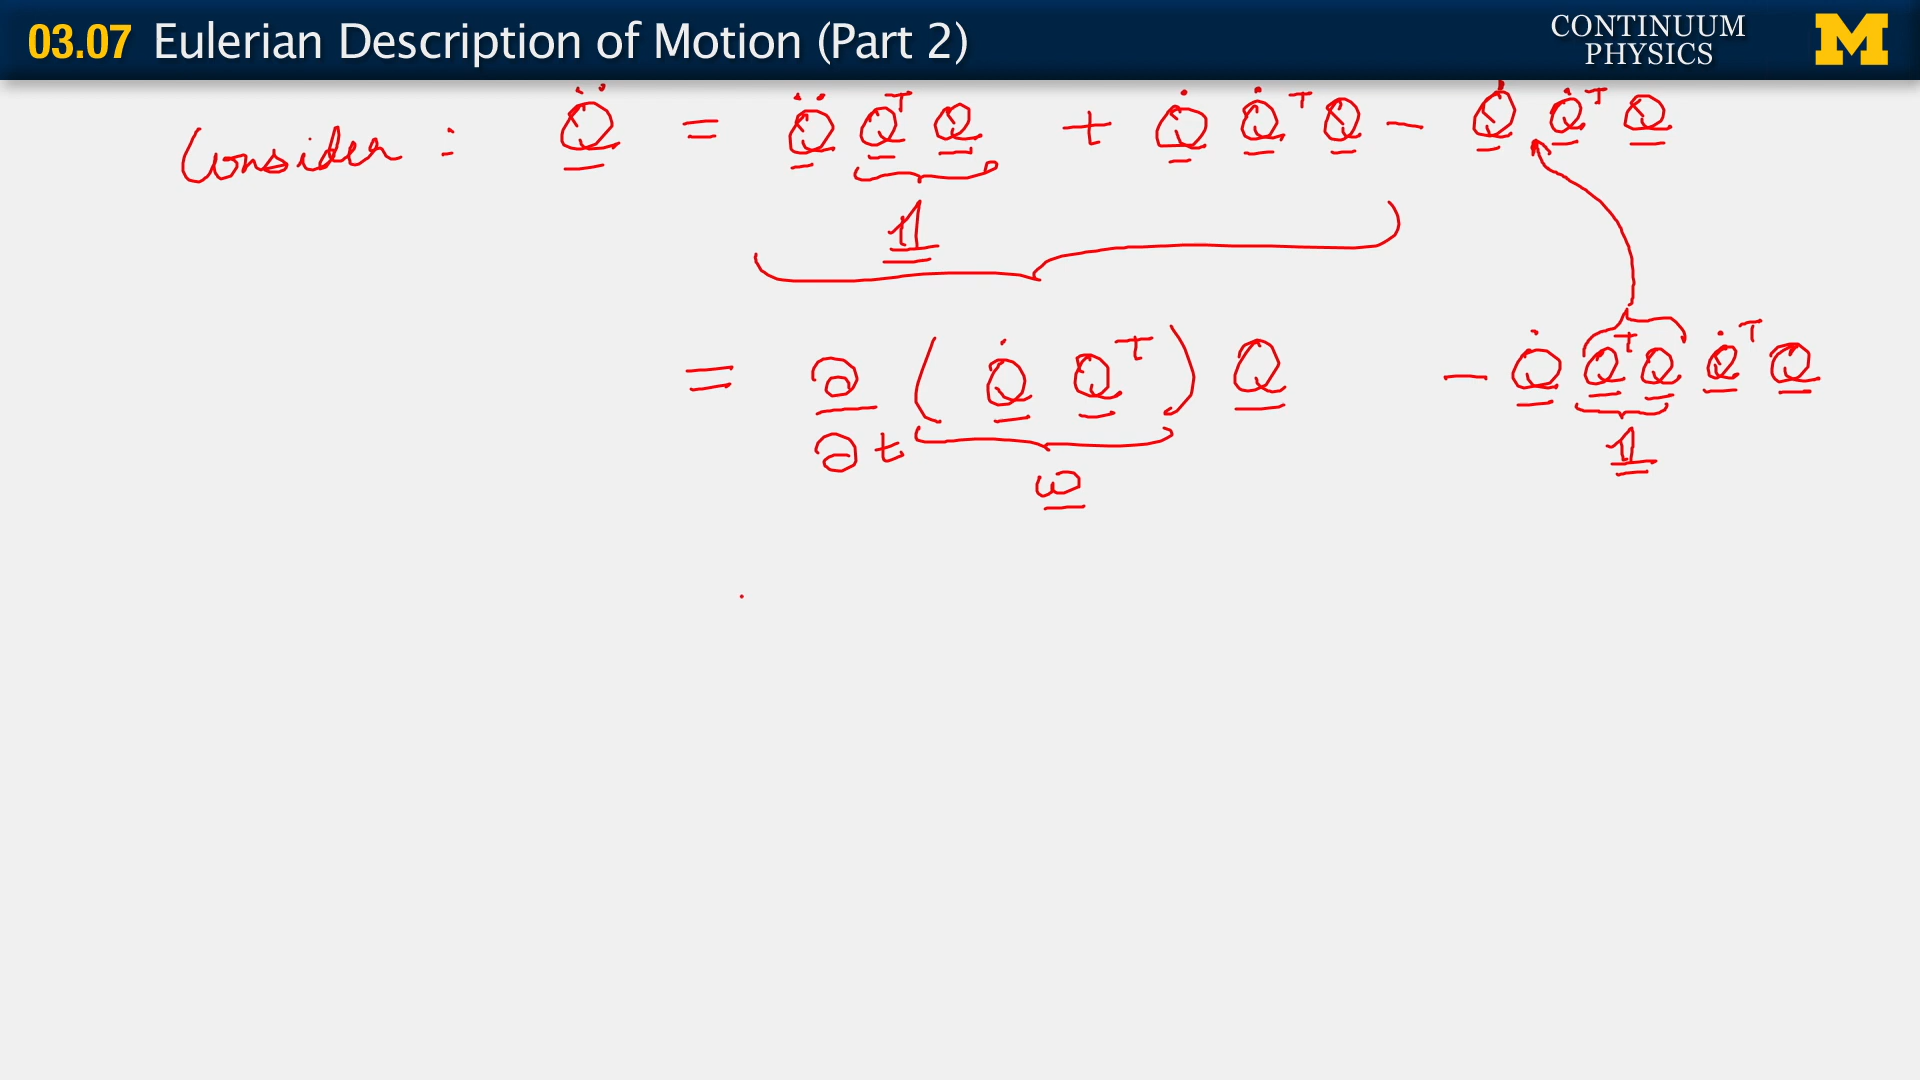 03.07 Eulerian Description of Motion (Part 2)
CONTINUUM
PHYSICS
M
Consider : Q̈ = Q̈ Qᵀ Q + Q̇ Q̇ᵀ Q − Q̇ Q̇ᵀ Q
1
= ∂/∂t ( Q̇ Qᵀ ) Q − Q̇ Qᵀ Q Q̇ᵀ Q
ω 1